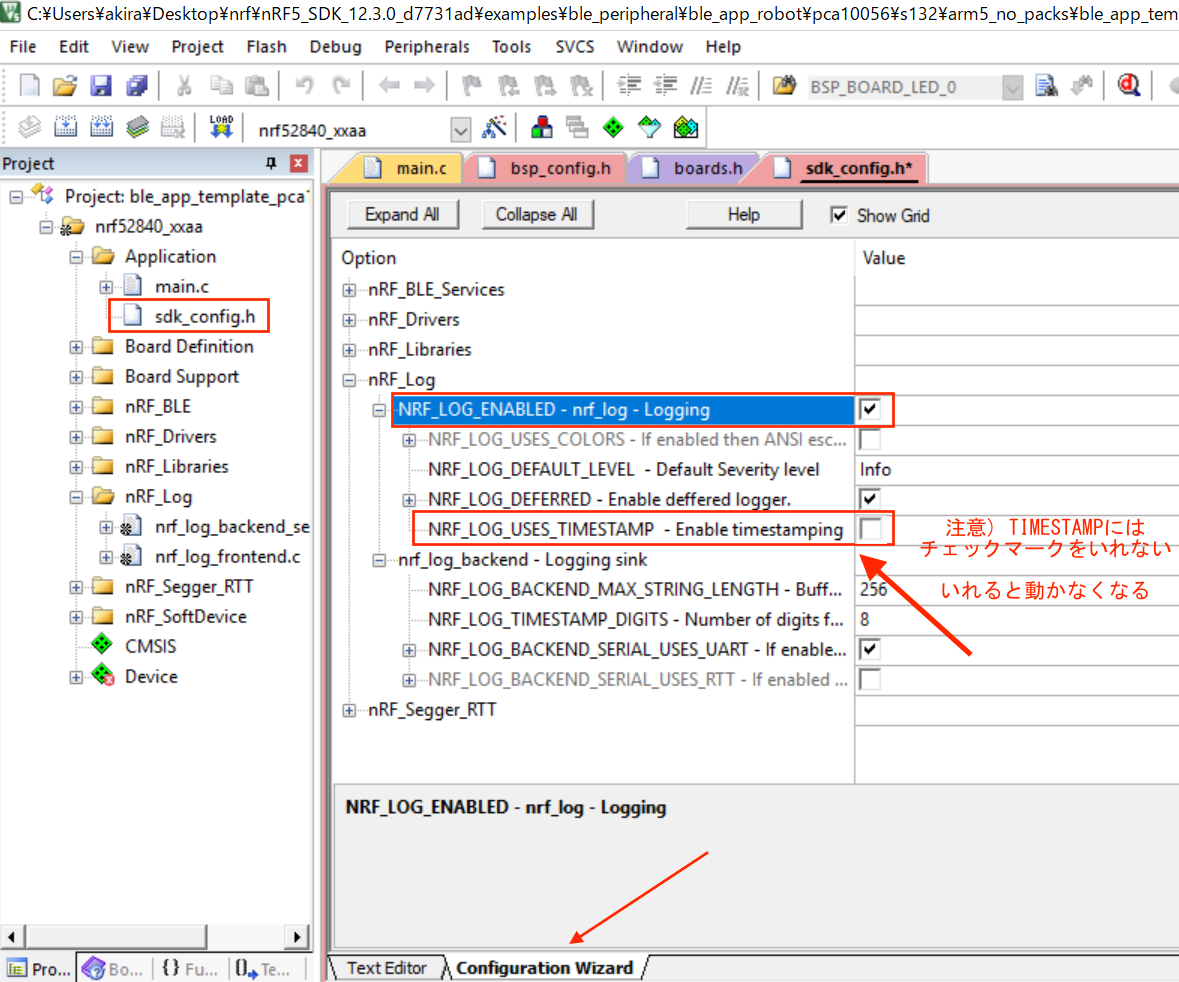 C:¥Users¥akira¥Desktop¥nrf¥nRF5_SDK_12.3.0_d7731ad¥examples¥ble_peripheral¥ble_app_robot¥pca10056¥s132¥arm5_no_packs¥ble_app_tem
File Edit View Project Flash Debug Peripherals Tools SVCS Window Help
BSP_BOARD_LED_0
LOAD
nrf52840_xxaa
Project
main.c bsp_config.h boards.h sdk_config.h*
Project: ble_app_template_pca1
nrf52840_xxaa
Application
main.c
sdk_config.h
Board Definition
Board Support
nRF_BLE
nRF_Drivers
nRF_Libraries
nRF_Log
nrf_log_backend_se
nrf_log_frontend.c
nRF_Segger_RTT
nRF_SoftDevice
CMSIS
Device
Expand All Collapse All Help Show Grid
Option Value
nRF_BLE_Services
nRF_Drivers
nRF_Libraries
nRF_Log
NRF_LOG_ENABLED - nrf_log - Logging
NRF_LOG_USES_COLORS - If enabled then ANSI esc...
NRF_LOG_DEFAULT_LEVEL - Default Severity level Info
NRF_LOG_DEFERRED - Enable deffered logger.
NRF_LOG_USES_TIMESTAMP - Enable timestamping
nrf_log_backend - Logging sink
NRF_LOG_BACKEND_MAX_STRING_LENGTH - Buff... 256
NRF_LOG_TIMESTAMP_DIGITS - Number of digits f... 8
NRF_LOG_BACKEND_SERIAL_USES_UART - If enable...
NRF_LOG_BACKEND_SERIAL_USES_RTT - If enabled ...
nRF_Segger_RTT
注意）TIMESTAMPには
チェックマークをいれない
いれると動かなくなる
NRF_LOG_ENABLED - nrf_log - Logging
Pro... Bo... {} Fu... Te...
Text Editor Configuration Wizard